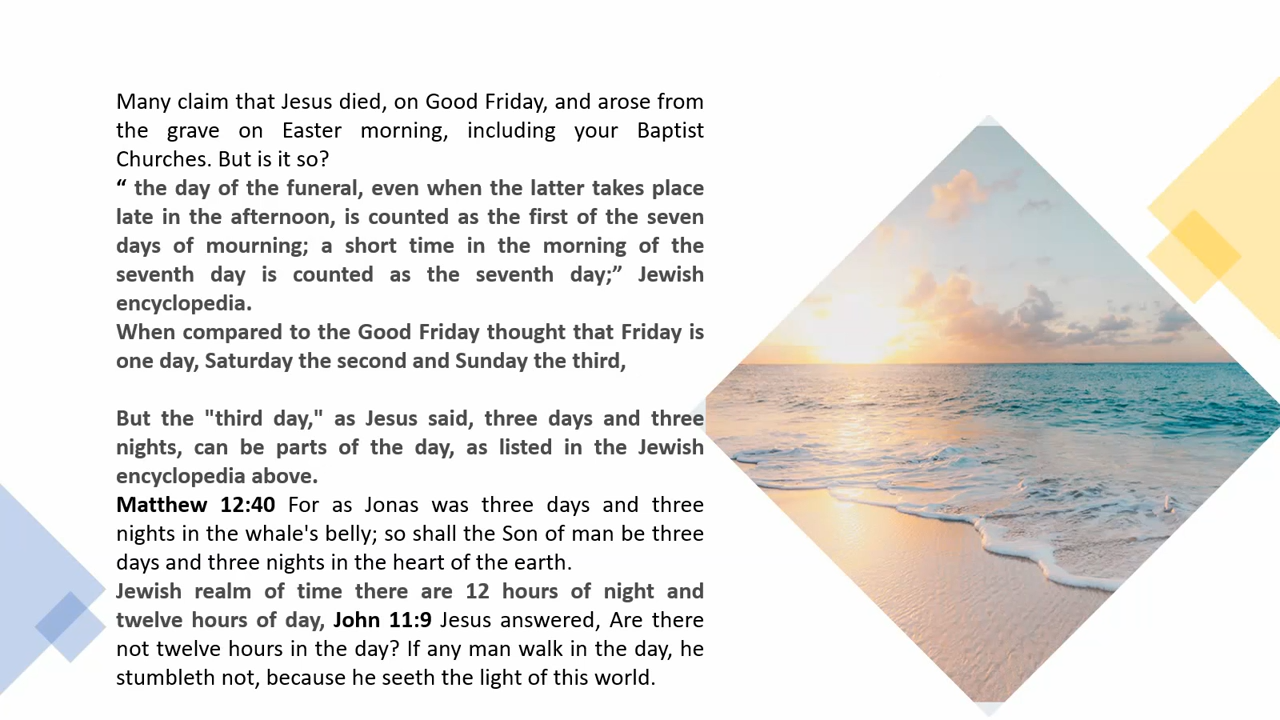 Many claim that Jesus died, on Good Friday, and arose from
the grave on Easter morning, including your Baptist
Churches. But is it so?
“ the day of the funeral, even when the latter takes place
late in the afternoon, is counted as the first of the seven
days of mourning; a short time in the morning of the
seventh day is counted as the seventh day;” Jewish
encyclopedia.
When compared to the Good Friday thought that Friday is
one day, Saturday the second and Sunday the third,
But the "third day," as Jesus said, three days and three
nights, can be parts of the day, as listed in the Jewish
encyclopedia above.
Matthew 12:40 For as Jonas was three days and three
nights in the whale's belly; so shall the Son of man be three
days and three nights in the heart of the earth.
Jewish realm of time there are 12 hours of night and
twelve hours of day, John 11:9 Jesus answered, Are there
not twelve hours in the day? If any man walk in the day, he
stumbleth not, because he seeth the light of this world.